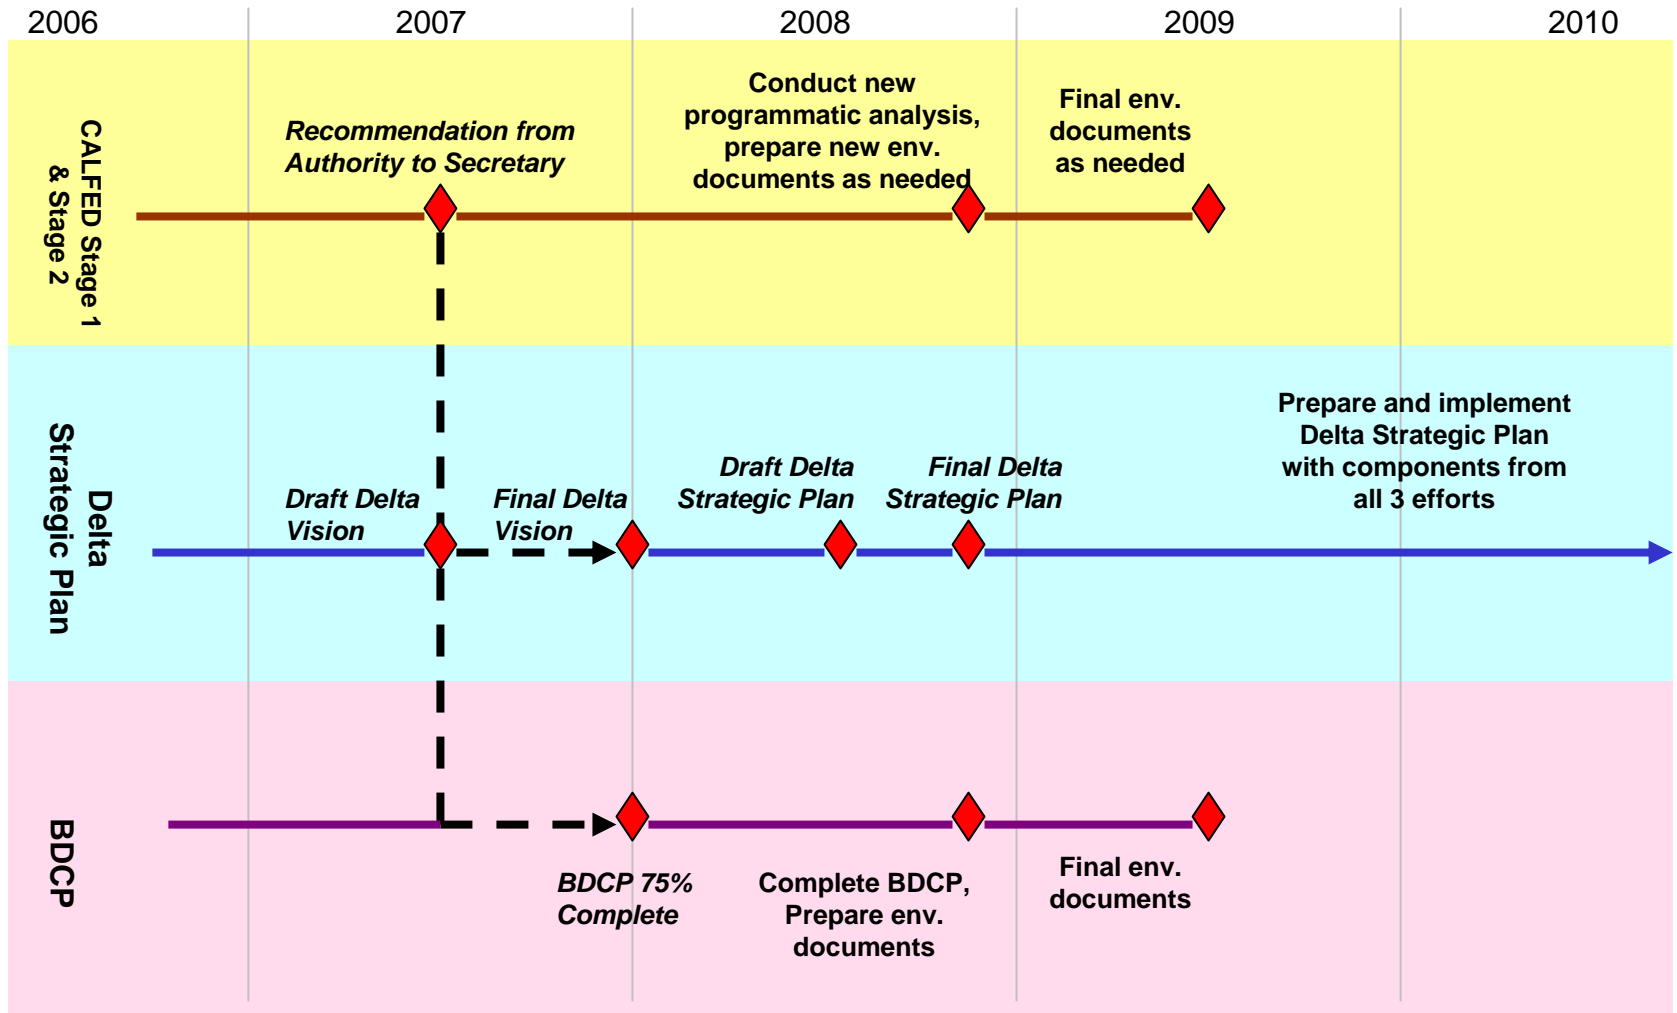 2006
2007
2008
2009
2010
CALFED Stage 1
& Stage 2
Recommendation from
Authority to Secretary
Conduct new
programmatic analysis,
prepare new env.
documents as needed
Final env.
documents
as needed
Delta
Strategic Plan
Draft Delta
Vision
Final Delta
Vision
Draft Delta
Strategic Plan
Final Delta
Strategic Plan
Prepare and implement
Delta Strategic Plan
with components from
all 3 efforts
BDCP
BDCP 75%
Complete
Complete BDCP,
Prepare env.
documents
Final env.
documents